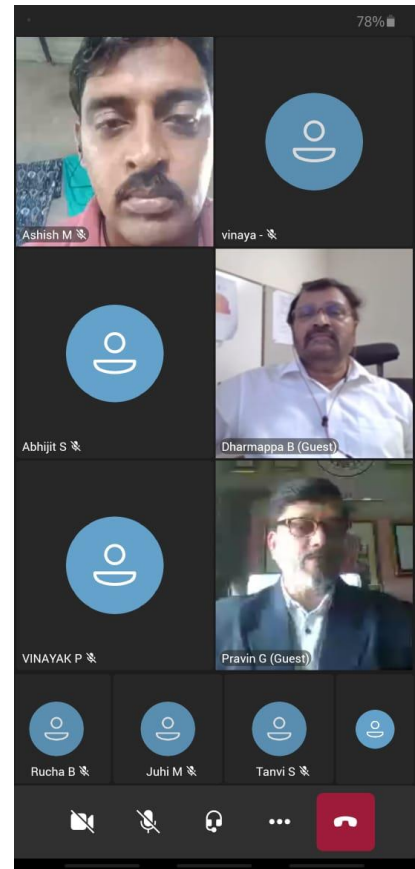 78%
Ashish M
vinaya -
Abhijit S
Dharmappa B (Guest)
VINAYAK P
Pravin G (Guest)
Rucha B
Juhi M
Tanvi S